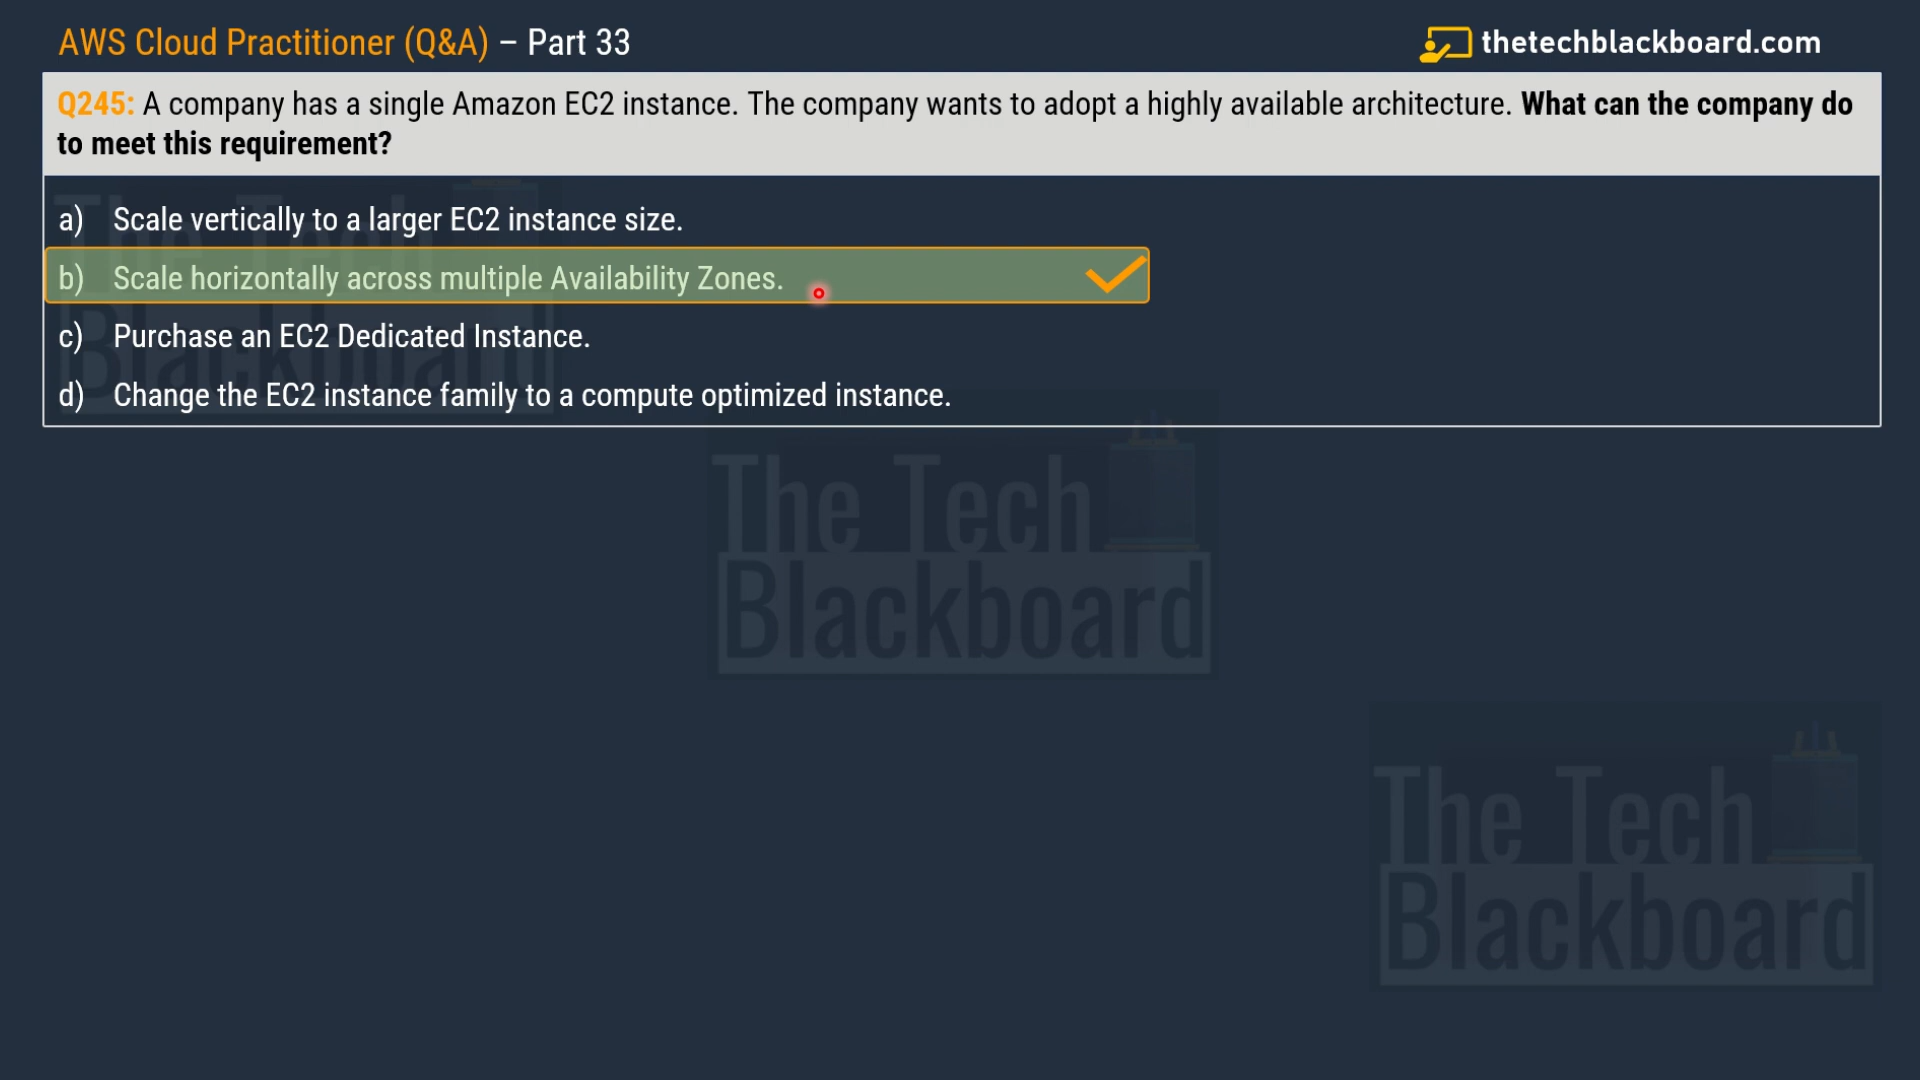 AWS Cloud Practitioner (Q&A) – Part 33
thetechblackboard.com
Q245: A company has a single Amazon EC2 instance. The company wants to adopt a highly available architecture. What can the company do
to meet this requirement?
a) Scale vertically to a larger EC2 instance size.
b) Scale horizontally across multiple Availability Zones.
c) Purchase an EC2 Dedicated Instance.
d) Change the EC2 instance family to a compute optimized instance.
The Tech
Blackboard
The Tech
Blackboard
The Tech
Blackboard